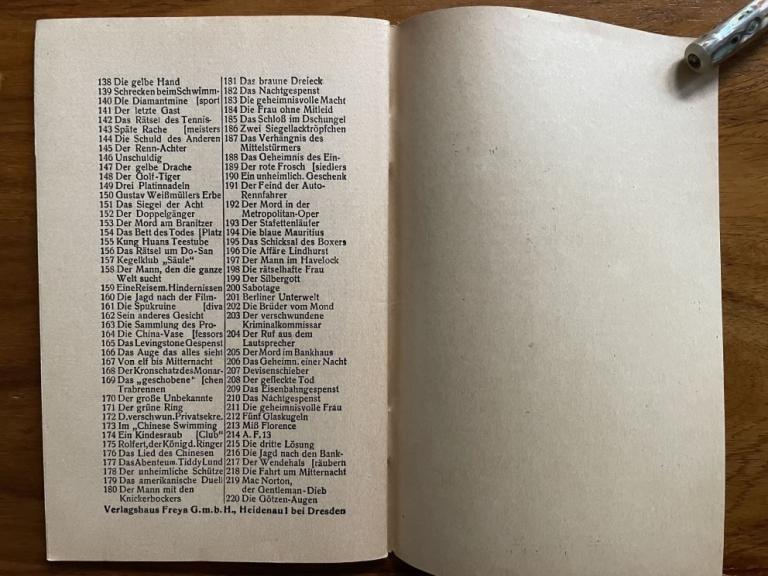 138 Die gelbe Hand
139 Schrecken beim Schwimm-
140 Die Diamantmine [sport
141 Der letzte Gast
142 Das Rätsel des Tennis-
143 Späte Rache [meisters
144 Die Schuld des Anderen
145 Der Renn-Achter
146 Unschuldig
147 Der gelbe Drache
148 Der Golf-Tiger
149 Drei Platinnadeln
150 Gustav Weißmüllers Erbe
151 Das Siegel der Acht
152 Der Doppelgänger
153 Der Mord am Branitzer
154 Das Bett des Todes [Platz
155 Kung Huans Teestube
156 Das Rätsel um Do-San
157 Kegelklub „Säule"
158 Der Mann, den die ganze
Welt sucht
159 Eine Reise m. Hindernissen
160 Die Jagd nach der Film-
161 Die Spukruine [diva
162 Sein anderes Gesicht
163 Die Sammlung des Pro-
164 Die China-Vase [fessors
165 Das Levingstone Gespenst
166 Das Auge das alles sieht
167 Von elf bis Mitternacht
168 Der Kronschatz des Monar-
169 Das „geschobene" [chen
Trabrennen
170 Der große Unbekannte
171 Der grüne Ring
172 D. verschwun. Privatsekre.
173 Im „Chinese Swimming
174 Ein Kindesraub [Club"
175 Rolfert, der König d. Ringer
176 Das Lied des Chinesen
177 Das Abenteu. Tiddy Lund
178 Der unheimliche Schütze
179 Das amerikanische Duell
180 Der Mann mit den
Knickerbockers
181 Das braune Dreieck
182 Das Nachtgespenst
183 Die geheimnisvolle Macht
184 Die Frau ohne Mitleid
185 Das Schloß im Dschungel
186 Zwei Siegellacktröpfchen
187 Das Verhängnis des
Mittelstürmers
188 Das Geheimnis des Ein-
189 Der rote Frosch [siedlers
190 Ein unheimlich. Geschenk
191 Der Feind der Auto-
Rennfahrer
192 Der Mord in der
Metropolitan-Oper
193 Der Stafettenläufer
194 Die blaue Mauritius
195 Das Schicksal des Boxers
196 Die Affäre Lindhurst
197 Der Mann im Havelock
198 Die rätselhafte Frau
199 Der Silbergott
200 Sabotage
201 Berliner Unterwelt
202 Die Brüder vom Mond
203 Der verschwundene
Kriminalkommissar
204 Der Ruf aus dem
Lautsprecher
205 Der Mord im Bankhaus
206 Das Geheimn. einer Nacht
207 Devisenschieber
208 Der gefleckte Tod
209 Das Eisenbahngespenst
210 Das Nachtgespenst
211 Die geheimnisvolle Frau
212 Fünf Glaskugeln
213 Miß Florence
214 A. F. 13
215 Die dritte Lösung
216 Die Jagd nach den Bank-
217 Der Wendehals [räubern
218 Die Fahrt um Mitternacht
219 Mac Norton,
der Gentleman-Dieb
220 Die Götzen-Augen
Verlagshaus Freya G. m. b. H., Heidenau I bei Dresden